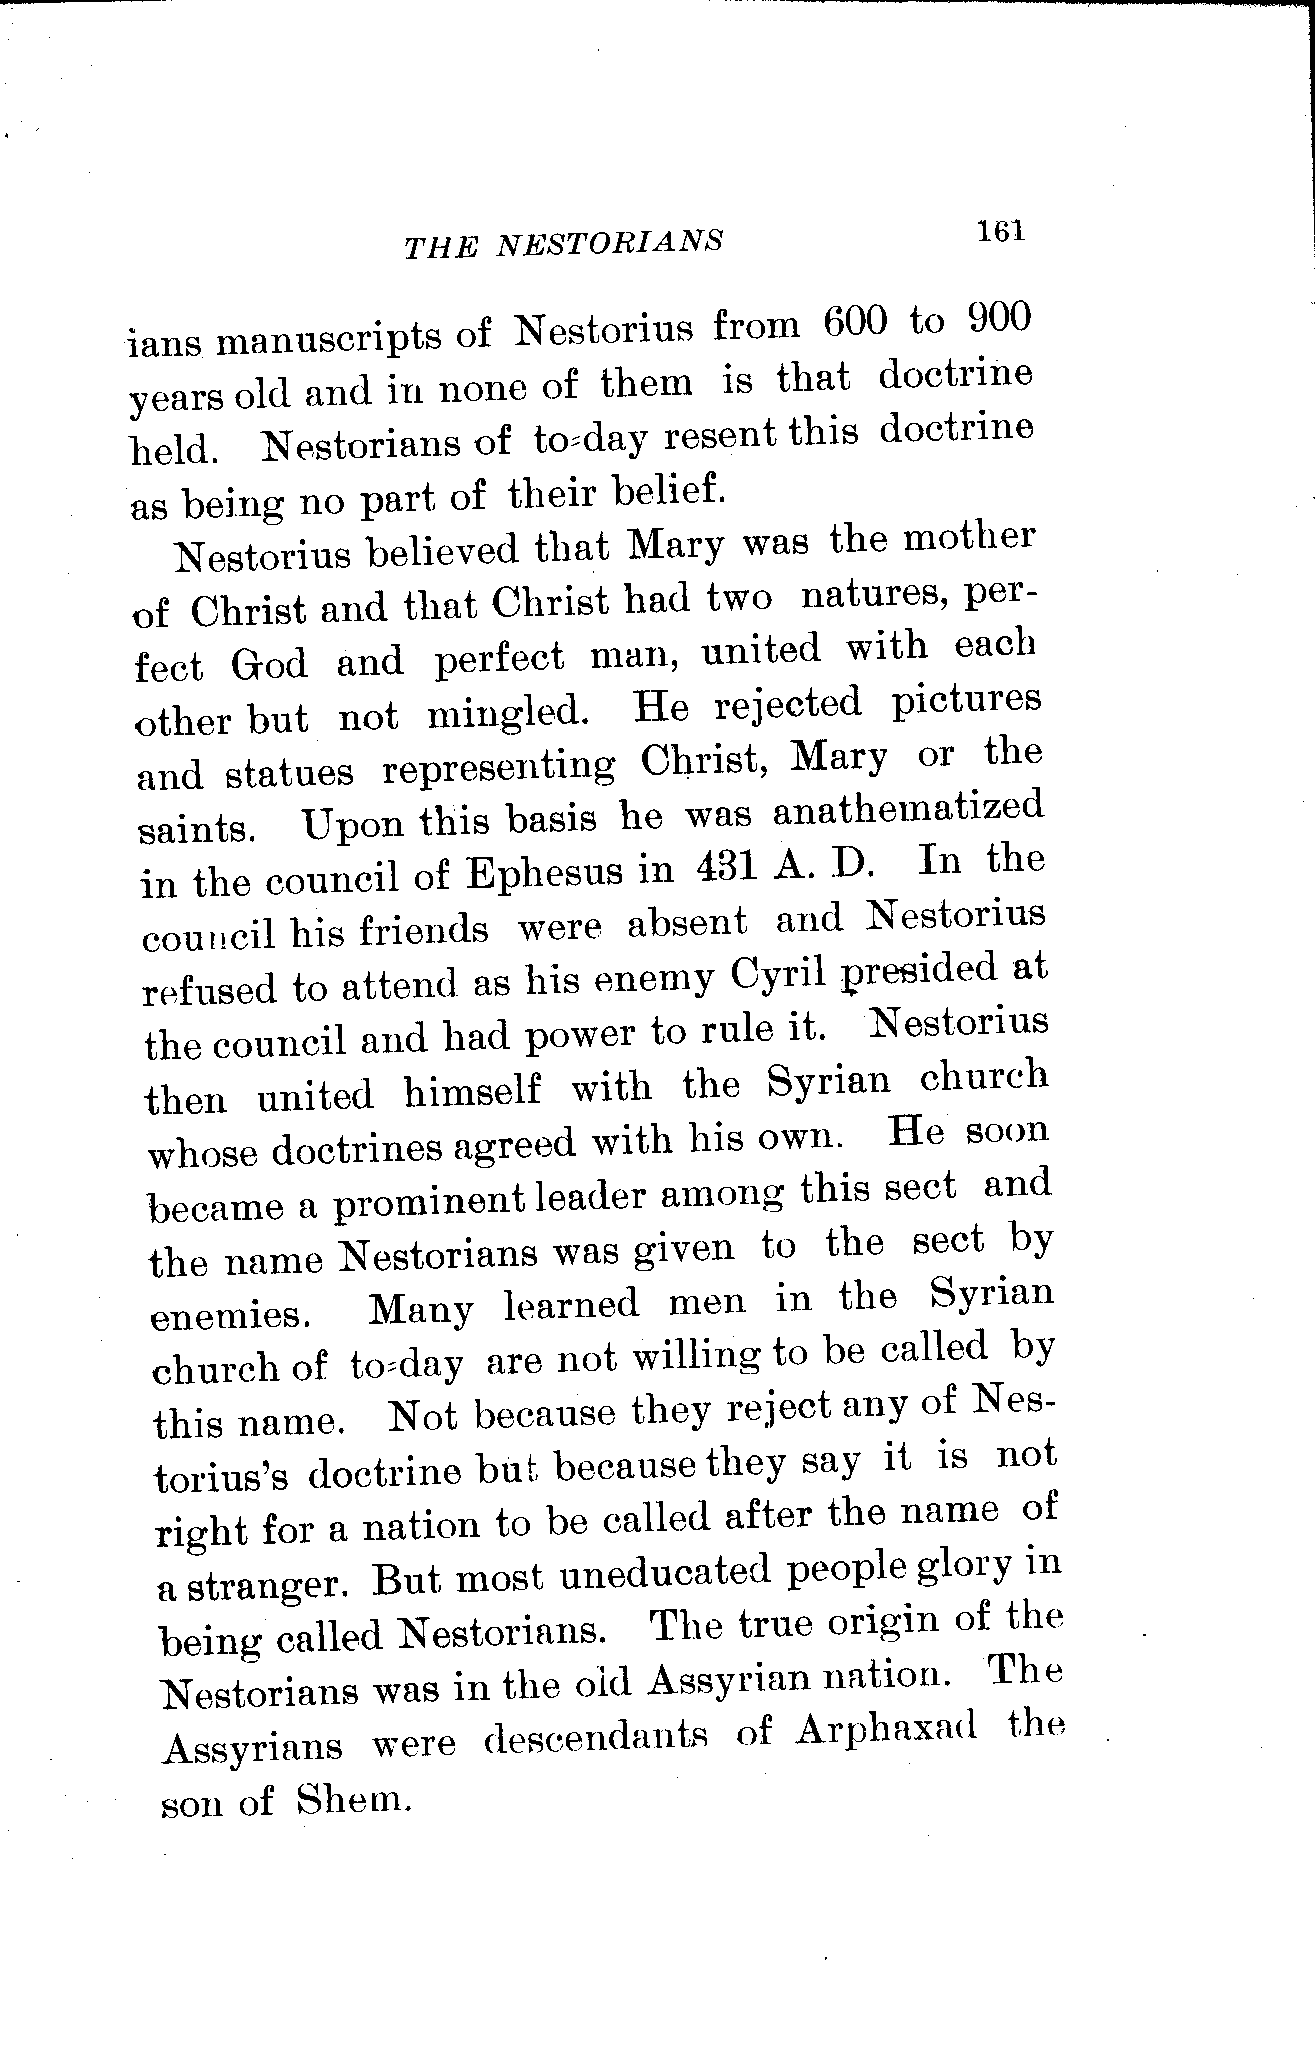 THE NESTORIANS 161
ians manuscripts of Nestorius from 600 to 900
years old and in none of them is that doctrine
held. Nestorians of to-day resent this doctrine
as being no part of their belief.
Nestorius believed that Mary was the mother
of Christ and that Christ had two natures, per-
fect God and perfect man, united with each
other but not mingled. He rejected pictures
and statues representing Christ, Mary or the
saints. Upon this basis he was anathematized
in the council of Ephesus in 431 A. D. In the
council his friends were absent and Nestorius
refused to attend as his enemy Cyril presided at
the council and had power to rule it. Nestorius
then united himself with the Syrian church
whose doctrines agreed with his own. He soon
became a prominent leader among this sect and
the name Nestorians was given to the sect by
enemies. Many learned men in the Syrian
church of to-day are not willing to be called by
this name. Not because they reject any of Nes-
torius's doctrine but because they say it is not
right for a nation to be called after the name of
a stranger. But most uneducated people glory in
being called Nestorians. The true origin of the
Nestorians was in the old Assyrian nation. The
Assyrians were descendants of Arphaxad the
son of Shem.